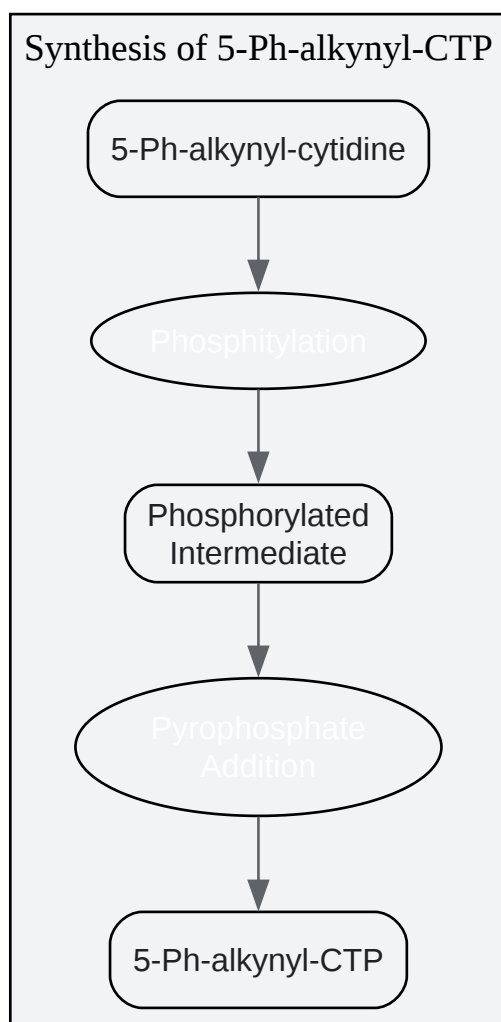 Synthesis of 5-Ph-alkynyl-CTP
5-Ph-alkynyl-cytidine
Phosphitylation
Phosphorylated
Intermediate
Pyrophosphate
Addition
5-Ph-alkynyl-CTP